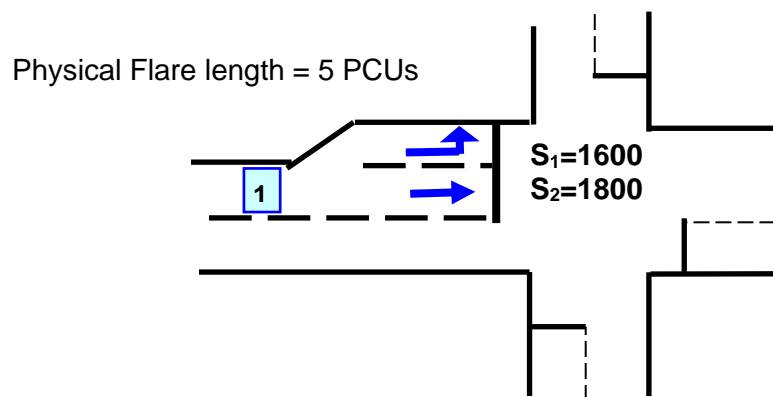 Physical Flare length = 5 PCUs
S₁=1600
1
S₂=1800